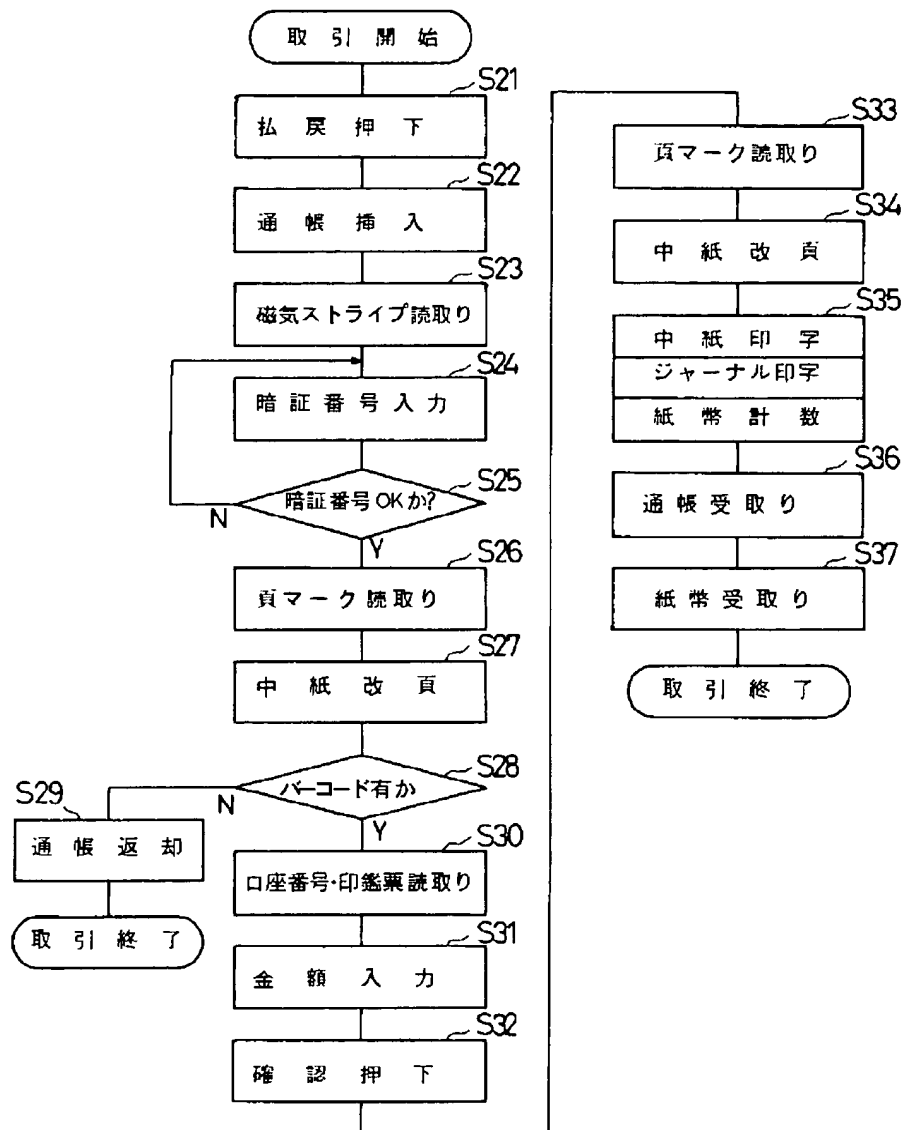 取引開始
S21
払戻押下
S22
通帳挿入
S23
磁気ストライプ読取り
S24
暗証番号入力
S25
暗証番号OKか?
N
Y
S26
頁マーク読取り
S27
中紙改頁
S28
バーコード有か
N
Y
S29
通帳返却
取引終了
S30
口座番号・印鑑票読取り
S31
金額入力
S32
確認押下
S33
頁マーク読取り
S34
中紙改頁
S35
中紙印字
ジャーナル印字
紙幣計数
S36
通帳受取り
S37
紙幣受取り
取引終了